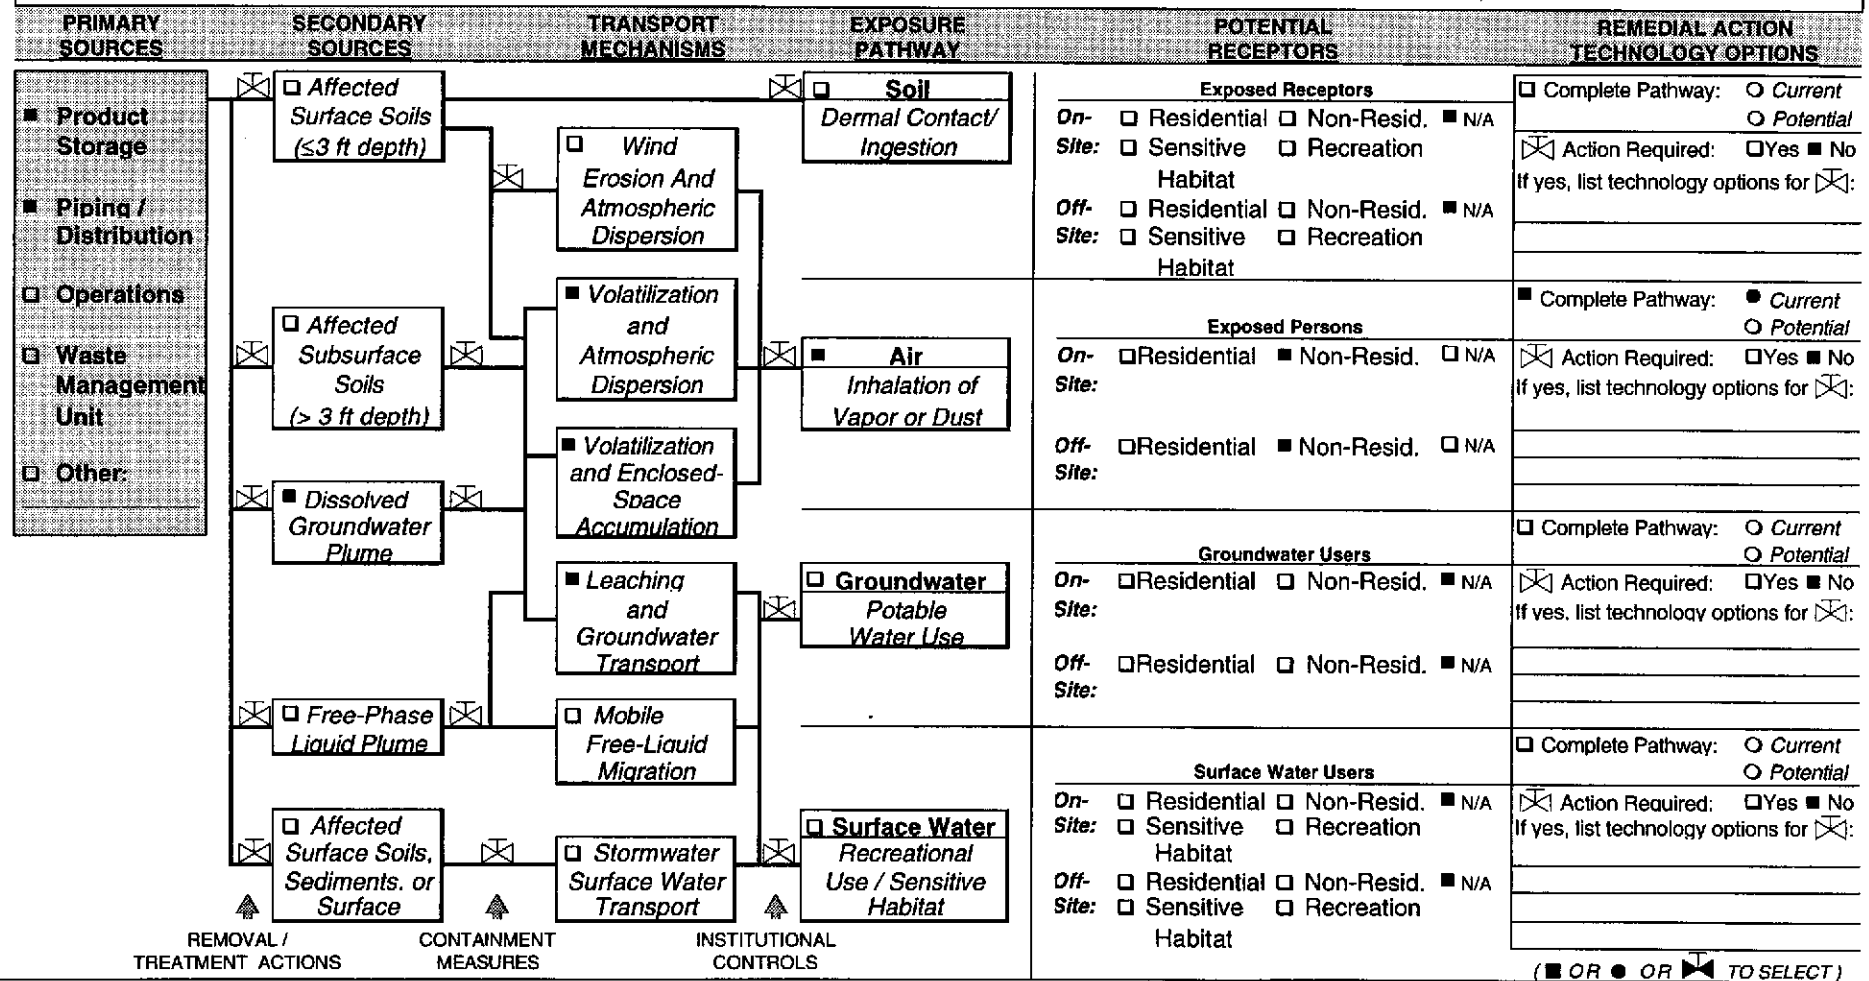 PRIMARY SOURCES
SECONDARY SOURCES
TRANSPORT MECHANISMS
EXPOSURE PATHWAY
POTENTIAL RECEPTORS
REMEDIAL ACTION TECHNOLOGY OPTIONS
■ Product
Storage
■ Piping /
Distribution
□ Operations
□ Waste
Management
Unit
□ Other:
□ Affected
Surface Soils
(≤3 ft depth)
□ Affected
Subsurface
Soils
(> 3 ft depth)
■ Dissolved
Groundwater
Plume
□ Free-Phase
Liquid Plume
□ Affected
Surface Soils,
Sediments. or
Surface
□ Wind
Erosion And
Atmospheric
Dispersion
■ Volatilization
and
Atmospheric
Dispersion
■ Volatilization
and Enclosed-
Space
Accumulation
■ Leaching
and
Groundwater
Transport
□ Mobile
Free-Liquid
Migration
□ Stormwater
Surface Water
Transport
□ Soil
Dermal Contact/
Ingestion
■ Air
Inhalation of
Vapor or Dust
□ Groundwater
Potable
Water Use
□ Surface Water
Recreational
Use / Sensitive
Habitat
Exposed Receptors
On- □ Residential □ Non-Resid. ■ N/A
Site: □ Sensitive □ Recreation
Habitat
Off- □ Residential □ Non-Resid. ■ N/A
Site: □ Sensitive □ Recreation
Habitat
Exposed Persons
On- □Residential ■ Non-Resid. □ N/A
Site:
Off- □Residential ■ Non-Resid. □ N/A
Site:
Groundwater Users
On- □Residential □ Non-Resid. ■ N/A
Site:
Off- □Residential □ Non-Resid. ■ N/A
Site:
Surface Water Users
On- □ Residential □ Non-Resid. ■ N/A
Site: □ Sensitive □ Recreation
Habitat
Off- □ Residential □ Non-Resid. ■ N/A
Site: □ Sensitive □ Recreation
Habitat
□ Complete Pathway: ○ Current
○ Potential
Action Required: □Yes ■ No
If yes, list technology options for :
■ Complete Pathway: ● Current
○ Potential
Action Required: □Yes ■ No
If yes, list technology options for :
□ Complete Pathway: ○ Current
○ Potential
Action Required: □Yes ■ No
If yes, list technology options for :
□ Complete Pathway: ○ Current
○ Potential
Action Required: □Yes ■ No
If yes, list technology options for :
REMOVAL /
TREATMENT ACTIONS
CONTAINMENT
MEASURES
INSTITUTIONAL
CONTROLS
( ■ OR ● OR TO SELECT )